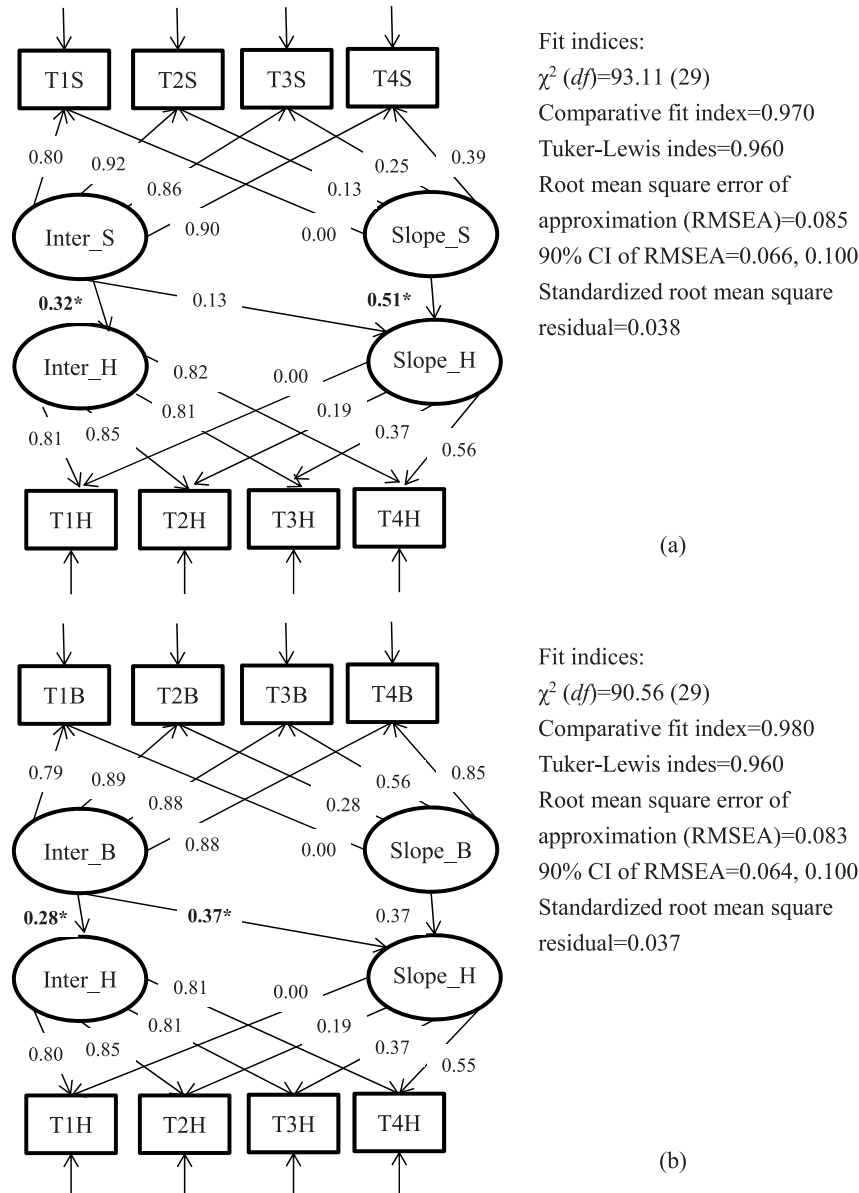 T1S T2S T3S T4S
0.80 0.92 0.86 0.90 0.00 0.13 0.25 0.39
Inter_S Slope_S
0.32* 0.13 0.51*
Inter_H Slope_H
0.81 0.85 0.81 0.82 0.00 0.19 0.37 0.56
T1H T2H T3H T4H
Fit indices:
χ² (df)=93.11 (29)
Comparative fit index=0.970
Tuker-Lewis indes=0.960
Root mean square error of
approximation (RMSEA)=0.085
90% CI of RMSEA=0.066, 0.100
Standardized root mean square
residual=0.038
(a)
T1B T2B T3B T4B
0.79 0.89 0.88 0.88 0.00 0.28 0.56 0.85
Inter_B Slope_B
0.28* 0.37* 0.37
Inter_H Slope_H
0.80 0.85 0.81 0.81 0.00 0.19 0.37 0.55
T1H T2H T3H T4H
Fit indices:
χ² (df)=90.56 (29)
Comparative fit index=0.980
Tuker-Lewis indes=0.960
Root mean square error of
approximation (RMSEA)=0.083
90% CI of RMSEA=0.064, 0.100
Standardized root mean square
residual=0.037
(b)